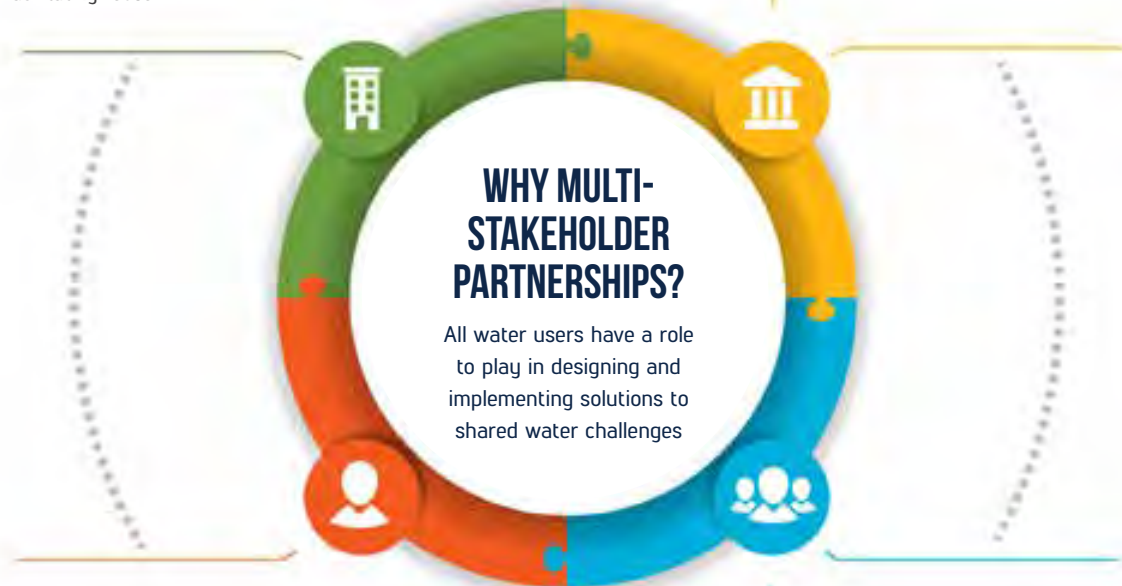 WHY MULTI-
STAKEHOLDER
PARTNERSHIPS?
All water users have a role
to play in designing and
implementing solutions to
shared water challenges